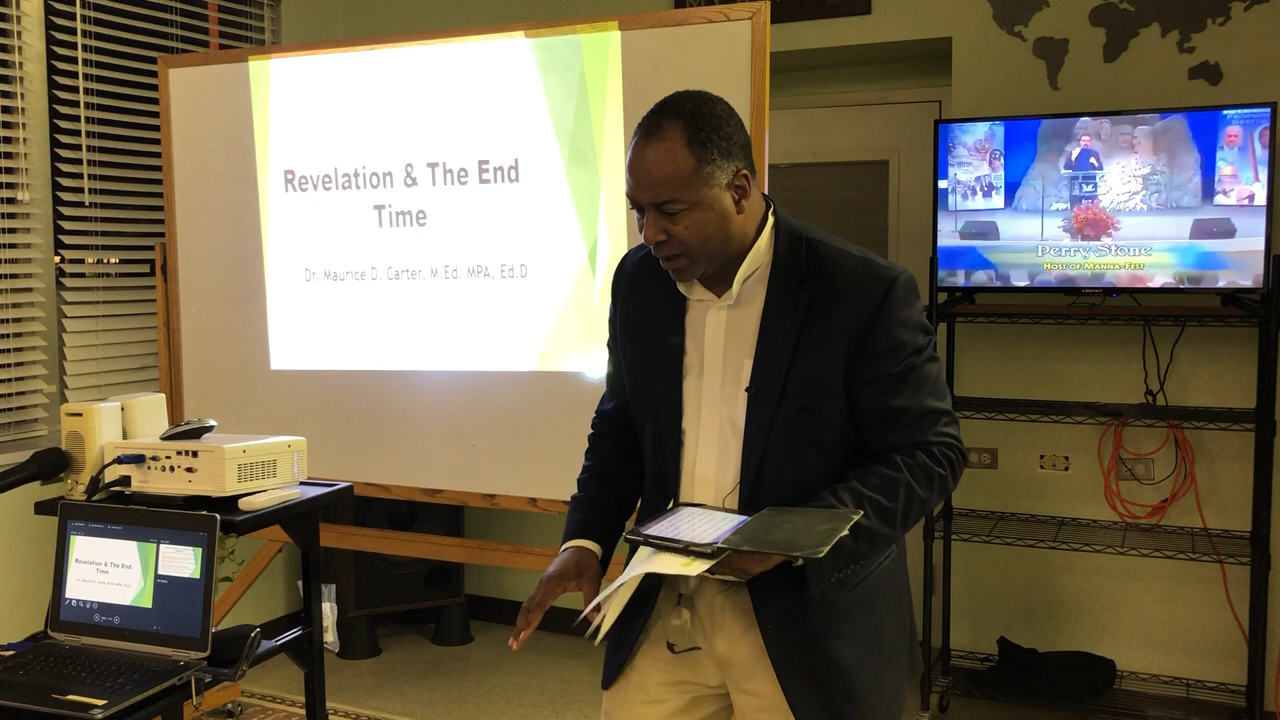 Revelation & The End
Time
Dr. Maurice D. Carter, M.Ed. MPA, Ed.D
Perry Stone
Host of Manna-Fest
Revelation & The End
Time